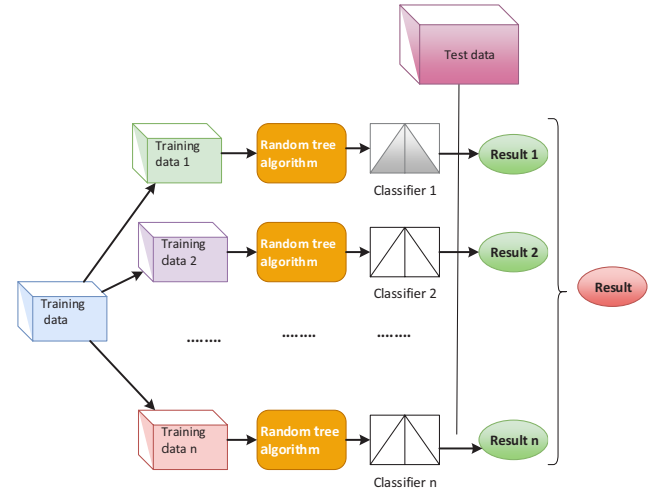 Test data
Training
data 1
Random tree
algorithm
Classifier 1
Result 1
Training
data 2
Random tree
algorithm
Classifier 2
Result 2
Training
data
Result
........
........
........
Training
data n
Random tree
algorithm
Classifier n
Result n